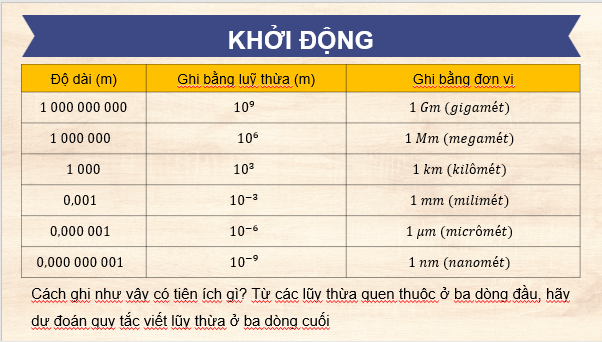 KHỞI ĐỘNG
Độ dài (m) Ghi bằng luỹ thừa (m) Ghi bằng đơn vị
1 000 000 000 10⁹ 1 Gm (gigamét)
1 000 000 10⁶ 1 Mm (megamét)
1 000 10³ 1 km (kilômét)
0,001 10⁻³ 1 mm (milimét)
0,000 001 10⁻⁶ 1 μm (micrômét)
0,000 000 001 10⁻⁹ 1 nm (nanomét)
Cách ghi như vậy có tiện ích gì? Từ các lũy thừa quen thuộc ở ba dòng đầu, hãy
dự đoán quy tắc viết lũy thừa ở ba dòng cuối